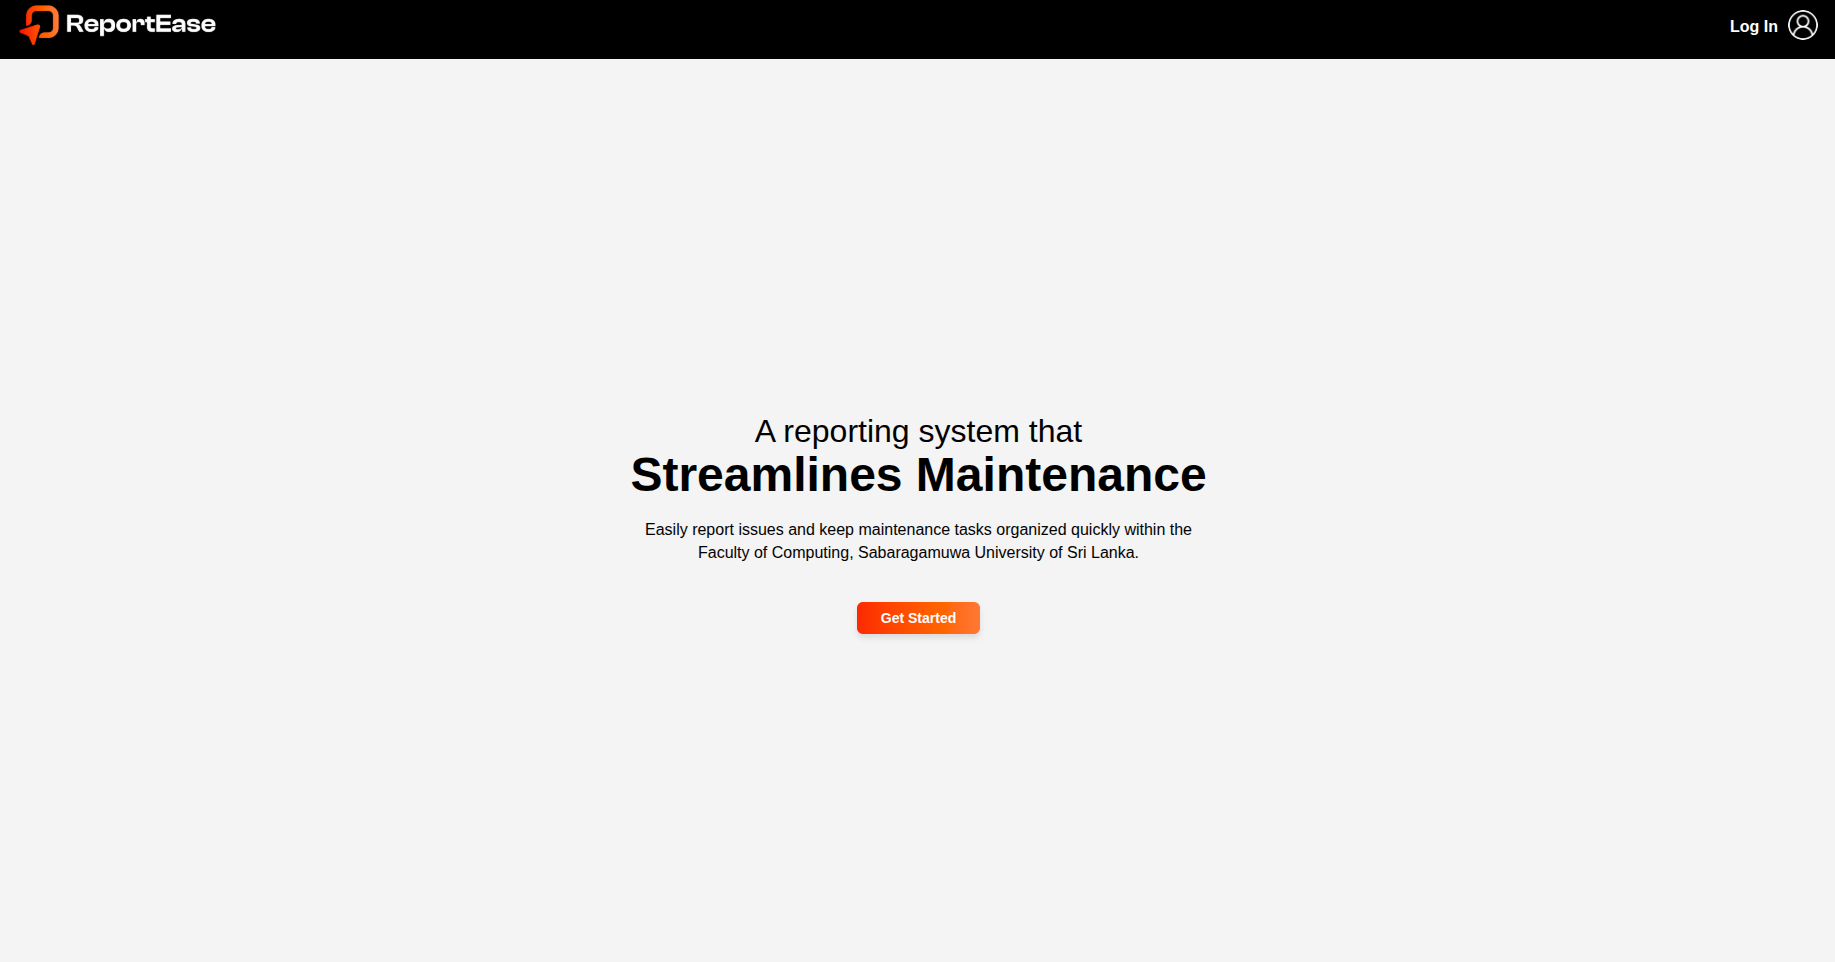 ReportEase
Log In
A reporting system that
Streamlines Maintenance
Easily report issues and keep maintenance tasks organized quickly within the
Faculty of Computing, Sabaragamuwa University of Sri Lanka.
Get Started